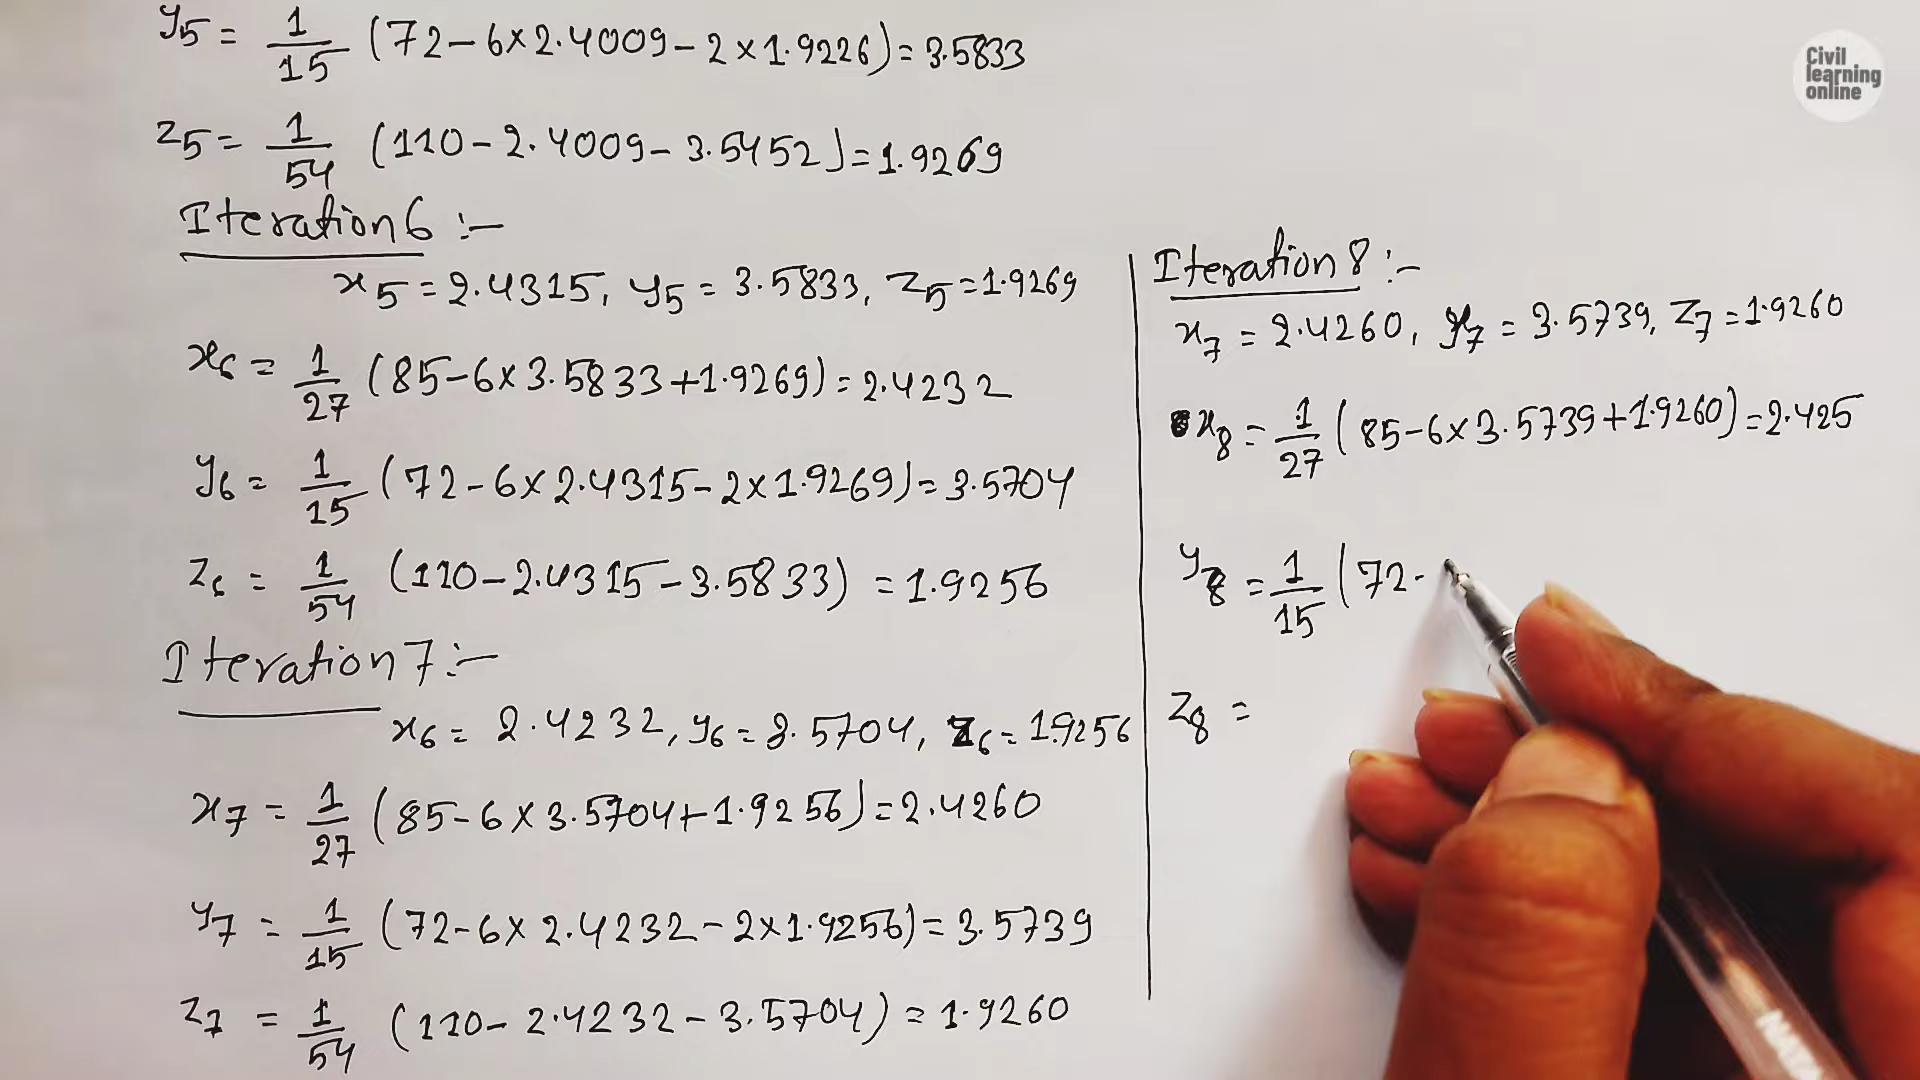 y5 = 1/15 (72-6×2.4009-2×1.9226) = 3.5833
z5 = 1/54 (110-2.4009-3.5452) = 1.9269
Iteration 6 :-
x5 = 2.4315, y5 = 3.5833, z5 = 1.9269
x6 = 1/27 (85-6×3.5833+1.9269) = 2.4232
y6 = 1/15 (72-6×2.4315-2×1.9269) = 3.5704
z6 = 1/54 (110-2.4315-3.5833) = 1.9256
Iteration 7 :-
x6 = 2.4232, y6 = 3.5704, z6 = 1.9256
x7 = 1/27 (85-6×3.5704+1.9256) = 2.4260
y7 = 1/15 (72-6×2.4232-2×1.9256) = 3.5739
z7 = 1/54 (110-2.4232-3.5704) = 1.9260
Iteration 8 :-
x7 = 2.4260, y7 = 3.5739, z7 = 1.9260
x8 = 1/27 (85-6×3.5739+1.9260) = 2.425
y8 = 1/15 (72-
z8 =
Civil
learning
online